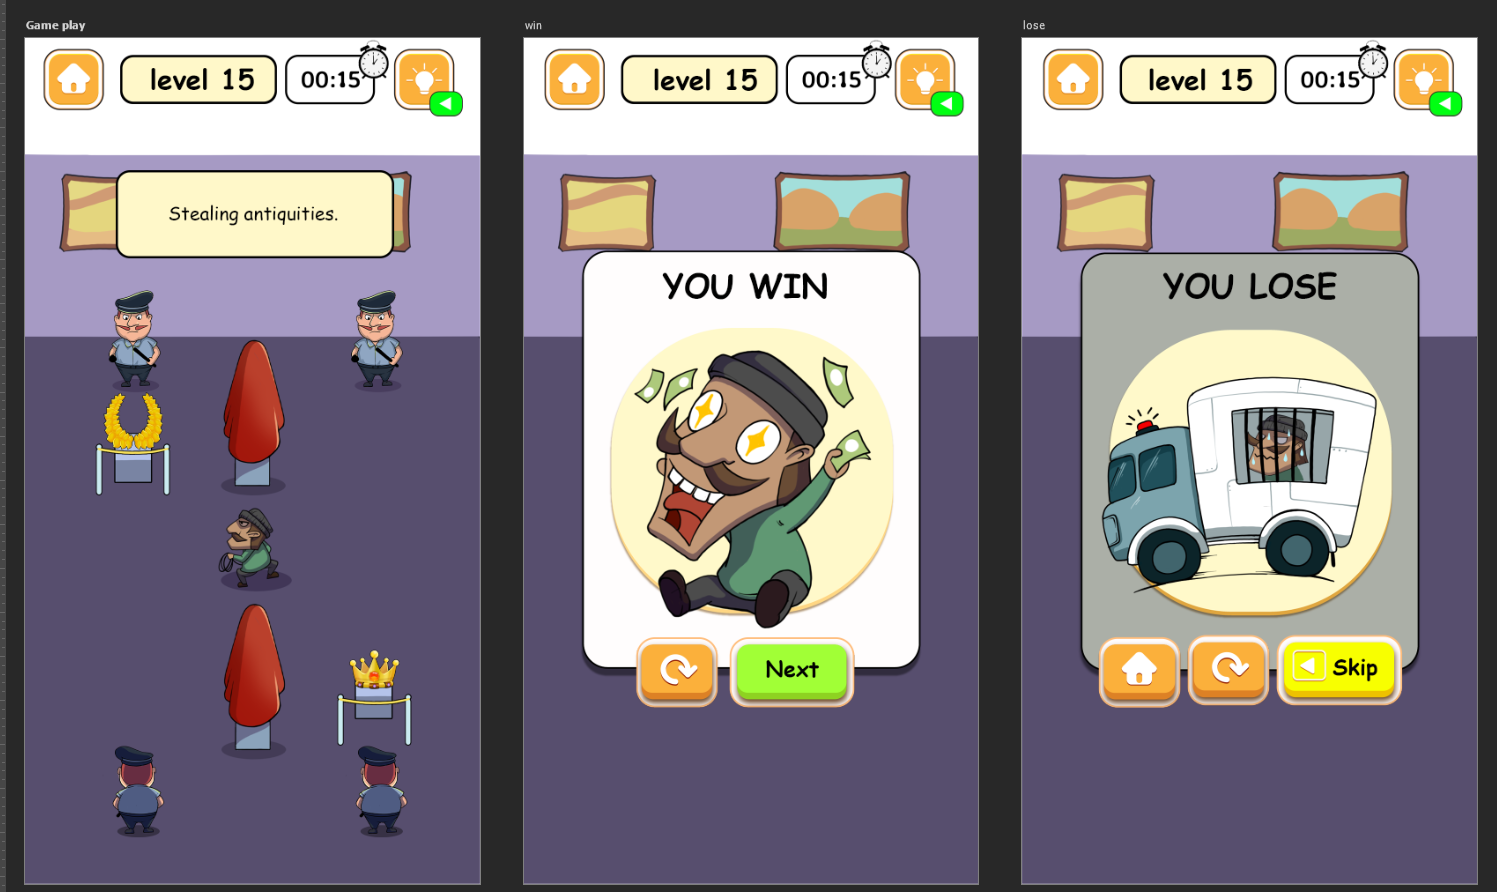 Game play
level 15
00:15
Stealing antiquities.
win
level 15
00:15
YOU WIN
Next
lose
level 15
00:15
YOU LOSE
Skip